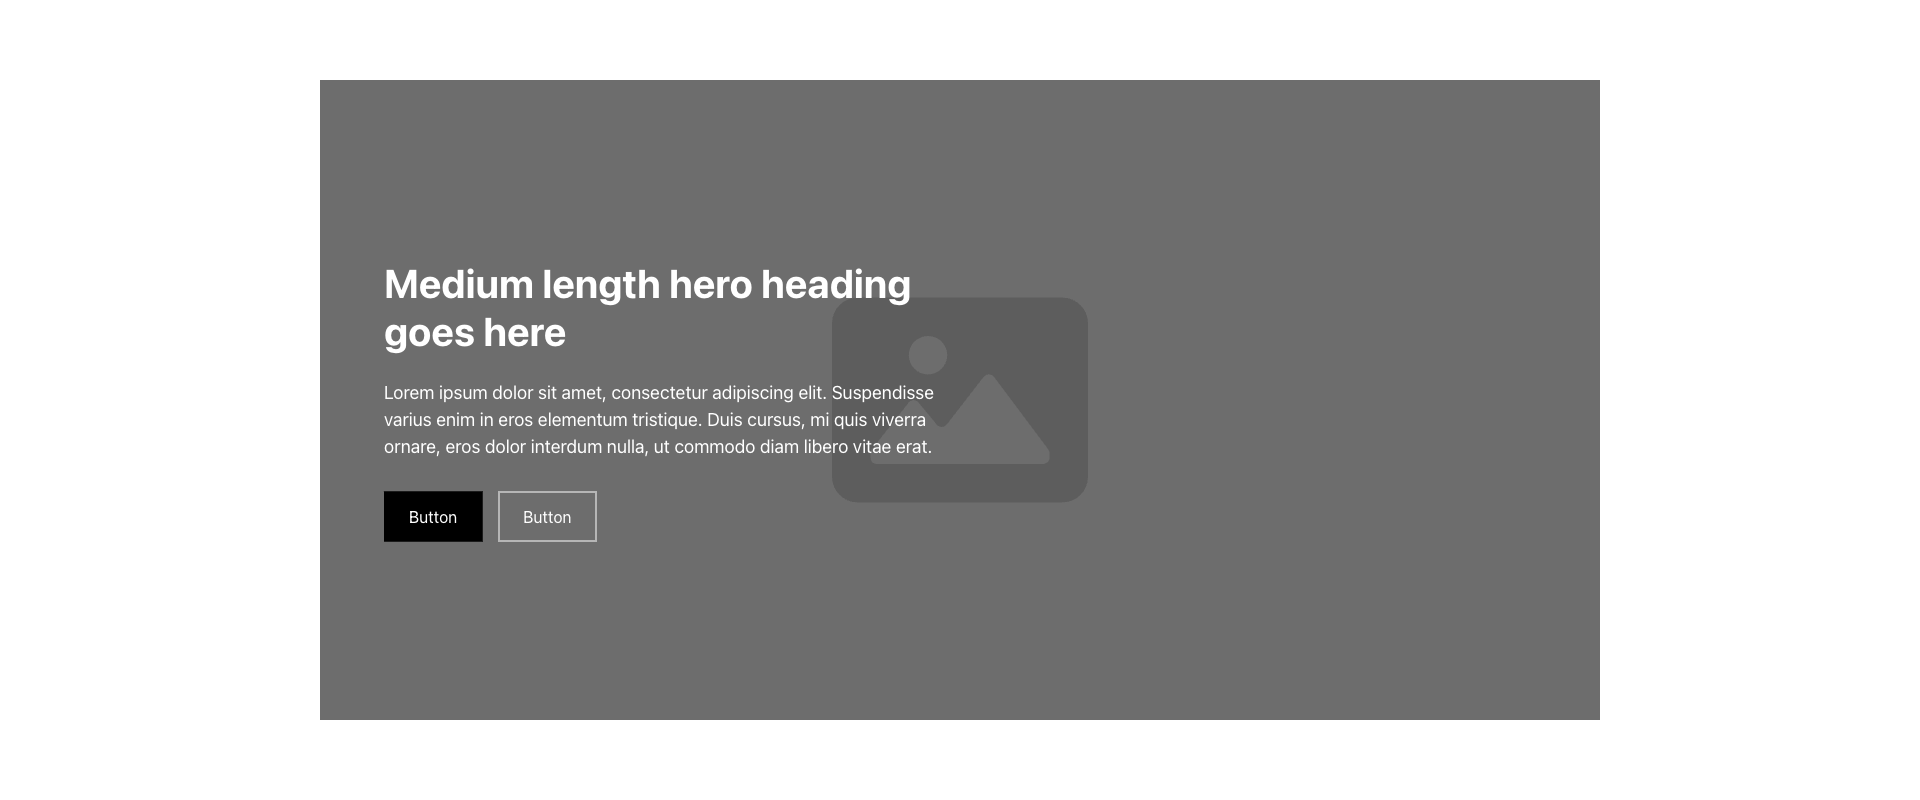 Medium length hero heading
goes here
Lorem ipsum dolor sit amet, consectetur adipiscing elit. Suspendisse
varius enim in eros elementum tristique. Duis cursus, mi quis viverra
ornare, eros dolor interdum nulla, ut commodo diam libero vitae erat.
Button
Button